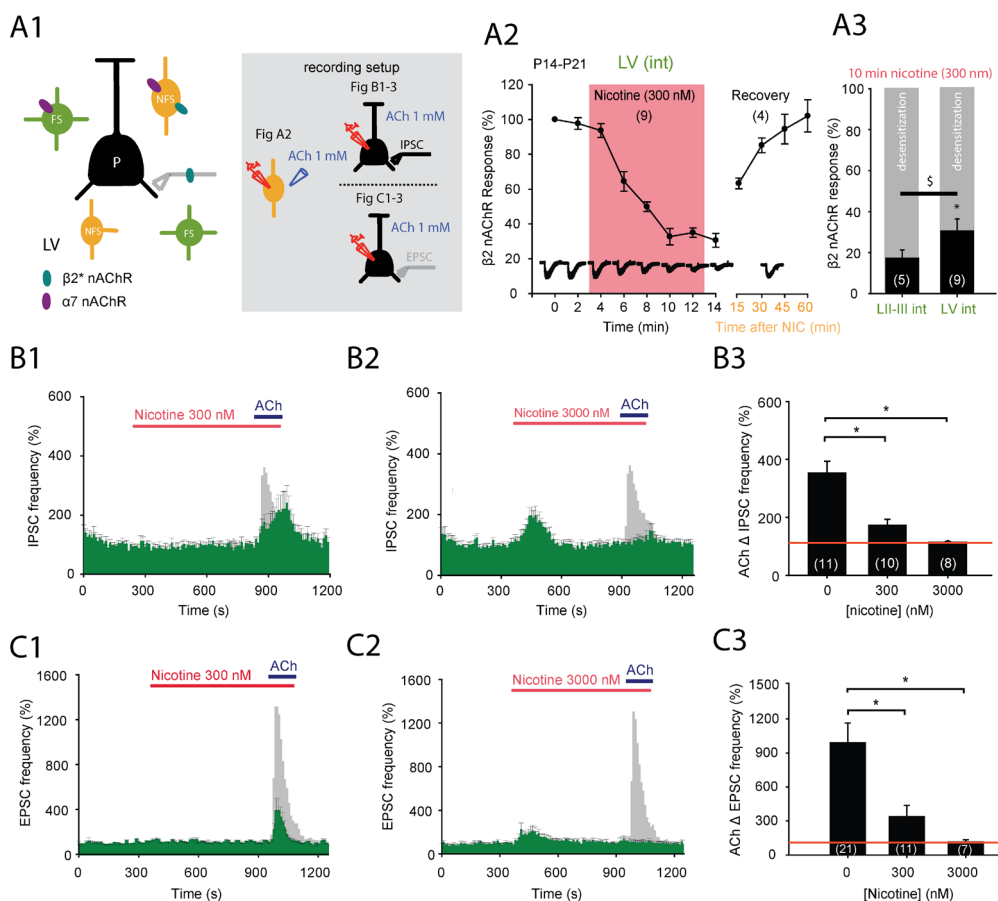 A1
FS
NFS
P
NFS
FS
LV
β2* nAChR
α7 nAChR
recording setup
Fig B1-3
ACh 1 mM
IPSC
Fig A2
ACh 1 mM
Fig C1-3
ACh 1 mM
EPSC
A2
P14-P21
LV (int)
Nicotine (300 nM)
(9)
Recovery
(4)
β2 nAChR Response (%)
120
100
80
60
40
20
0
0 2 4 6 8 10 12 14
Time (min)
15 30 45 60
Time after NIC (min)
A3
10 min nicotine (300 nm)
β2 nAChR response (%)
100
80
60
40
20
0
desensitization
desensitization
$
*
(5)
(9)
LII-III int
LV int
B1
Nicotine 300 nM
ACh
IPSC frequency (%)
600
400
200
0
0 300 600 900 1200
Time (s)
B2
Nicotine 3000 nM
ACh
IPSC frequency (%)
600
400
200
0
0 300 600 900 1200
Time (s)
B3
ACh Δ IPSC frequency (%)
600
400
200
0
*
*
(11)
(10)
(8)
0 300 3000
[nicotine] (nM)
C1
Nicotine 300 nM
ACh
EPSC frequency (%)
1600
1200
800
400
0
0 300 600 900 1200
Time (s)
C2
Nicotine 3000 nM
ACh
EPSC frequency (%)
1600
1200
800
400
0
0 300 600 900 1200
Time (s)
C3
ACh Δ EPSC frequency (%)
1500
1200
900
600
300
0
*
*
(21)
(11)
(7)
0 300 3000
[Nicotine] (nM)